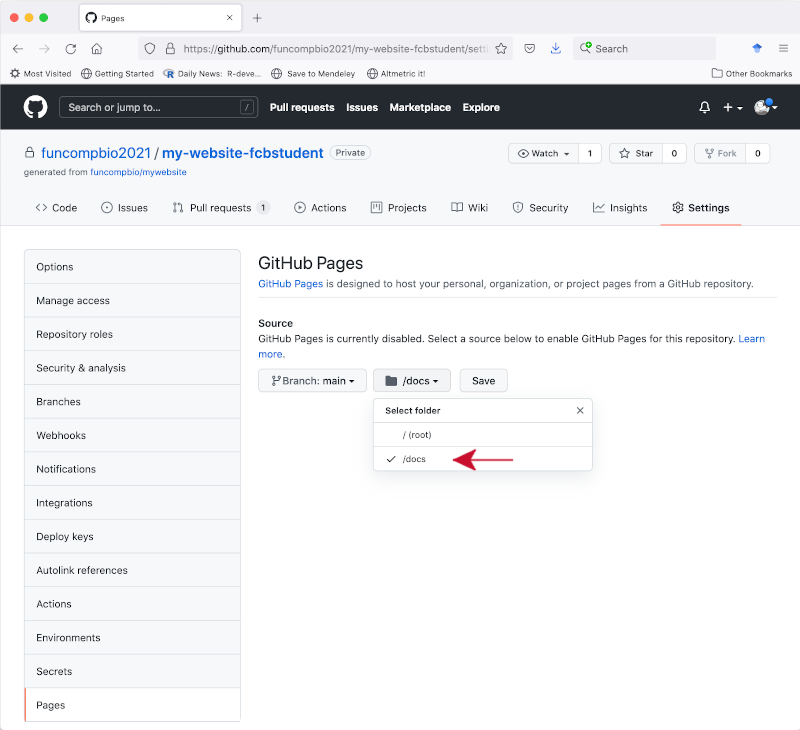 Pages
https://github.com/funcompbio2021/my-website-fcbstudent/sett
Search
Most Visited
Getting Started
Daily News: R-deve...
Save to Mendeley
Altmetric it!
Other Bookmarks
Search or jump to...
/
Pull requests
Issues
Marketplace
Explore
funcompbio2021 / my-website-fcbstudent
Private
Watch
1
Star
0
Fork
0
generated from funcompbio/mywebsite
Code
Issues
Pull requests 1
Actions
Projects
Wiki
Security
Insights
Settings
Options
Manage access
Repository roles
Security & analysis
Branches
Webhooks
Notifications
Integrations
Deploy keys
Autolink references
Actions
Environments
Secrets
Pages
GitHub Pages
GitHub Pages is designed to host your personal, organization, or project pages from a GitHub repository.
Source
GitHub Pages is currently disabled. Select a source below to enable GitHub Pages for this repository. Learn
more.
Branch: main
/docs
Save
Select folder
/ (root)
/docs